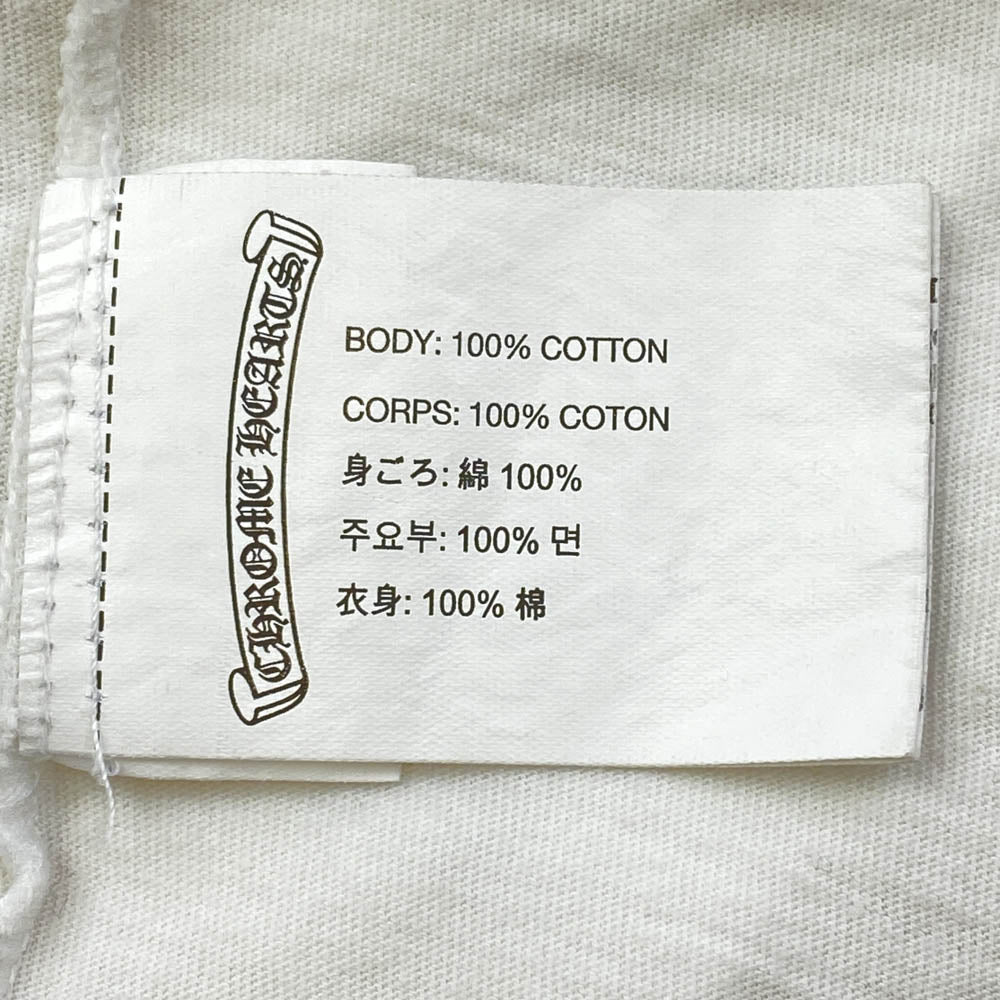 CHROME HEARTS
BODY: 100% COTTON
CORPS: 100% COTON
身ごろ: 綿 100%
주요부: 100% 면
衣身: 100% 棉